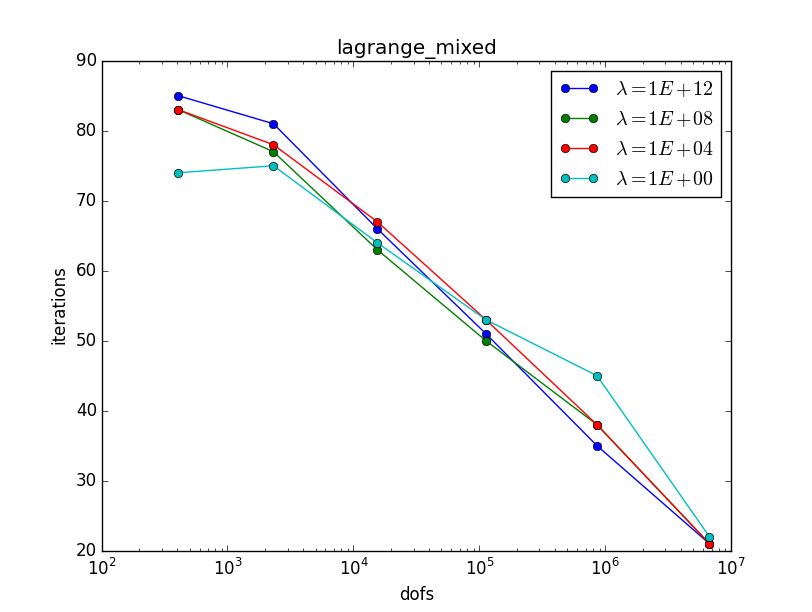 lagrange_mixed
90
80
70
60
50
40
30
20
iterations
λ=1E+12
λ=1E+08
λ=1E+04
λ=1E+00
10² 10³ 10⁴ 10⁵ 10⁶ 10⁷
dofs